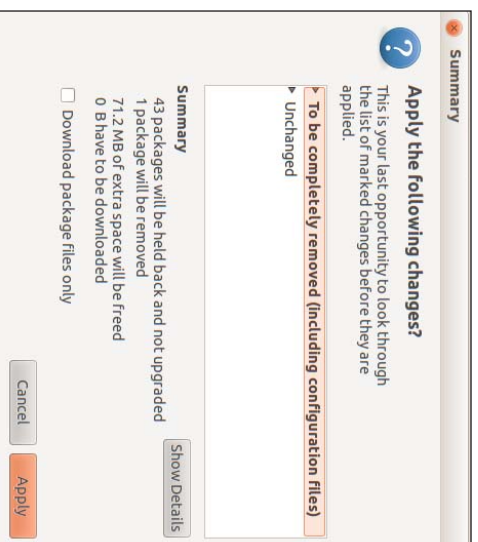 Summary
Apply the following changes?
This is your last opportunity to look through
the list of marked changes before they are
applied.
To be completely removed (including configuration files)
Unchanged
Summary
43 packages will be held back and not upgraded
1 package will be removed
71.2 MB of extra space will be freed
0 B have to be downloaded
Show Details
Download package files only
Cancel
Apply